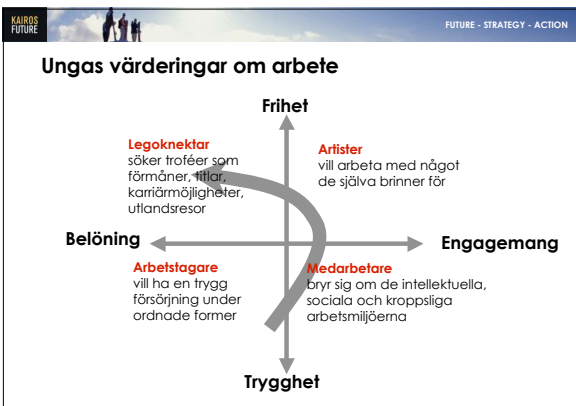 KAIROS
FUTURE
FUTURE - STRATEGY - ACTION
Ungas värderingar om arbete
Frihet
Legoknektar
söker troféer som
förmåner, titlar,
karriärmöjligheter,
utlandsresor
Artister
vill arbeta med något
de själva brinner för
Belöning
Engagemang
Arbetstagare
vill ha en trygg
försörjning under
ordnade former
Medarbetare
bryr sig om de intellektuella,
sociala och kroppsliga
arbetsmiljöerna
Trygghet